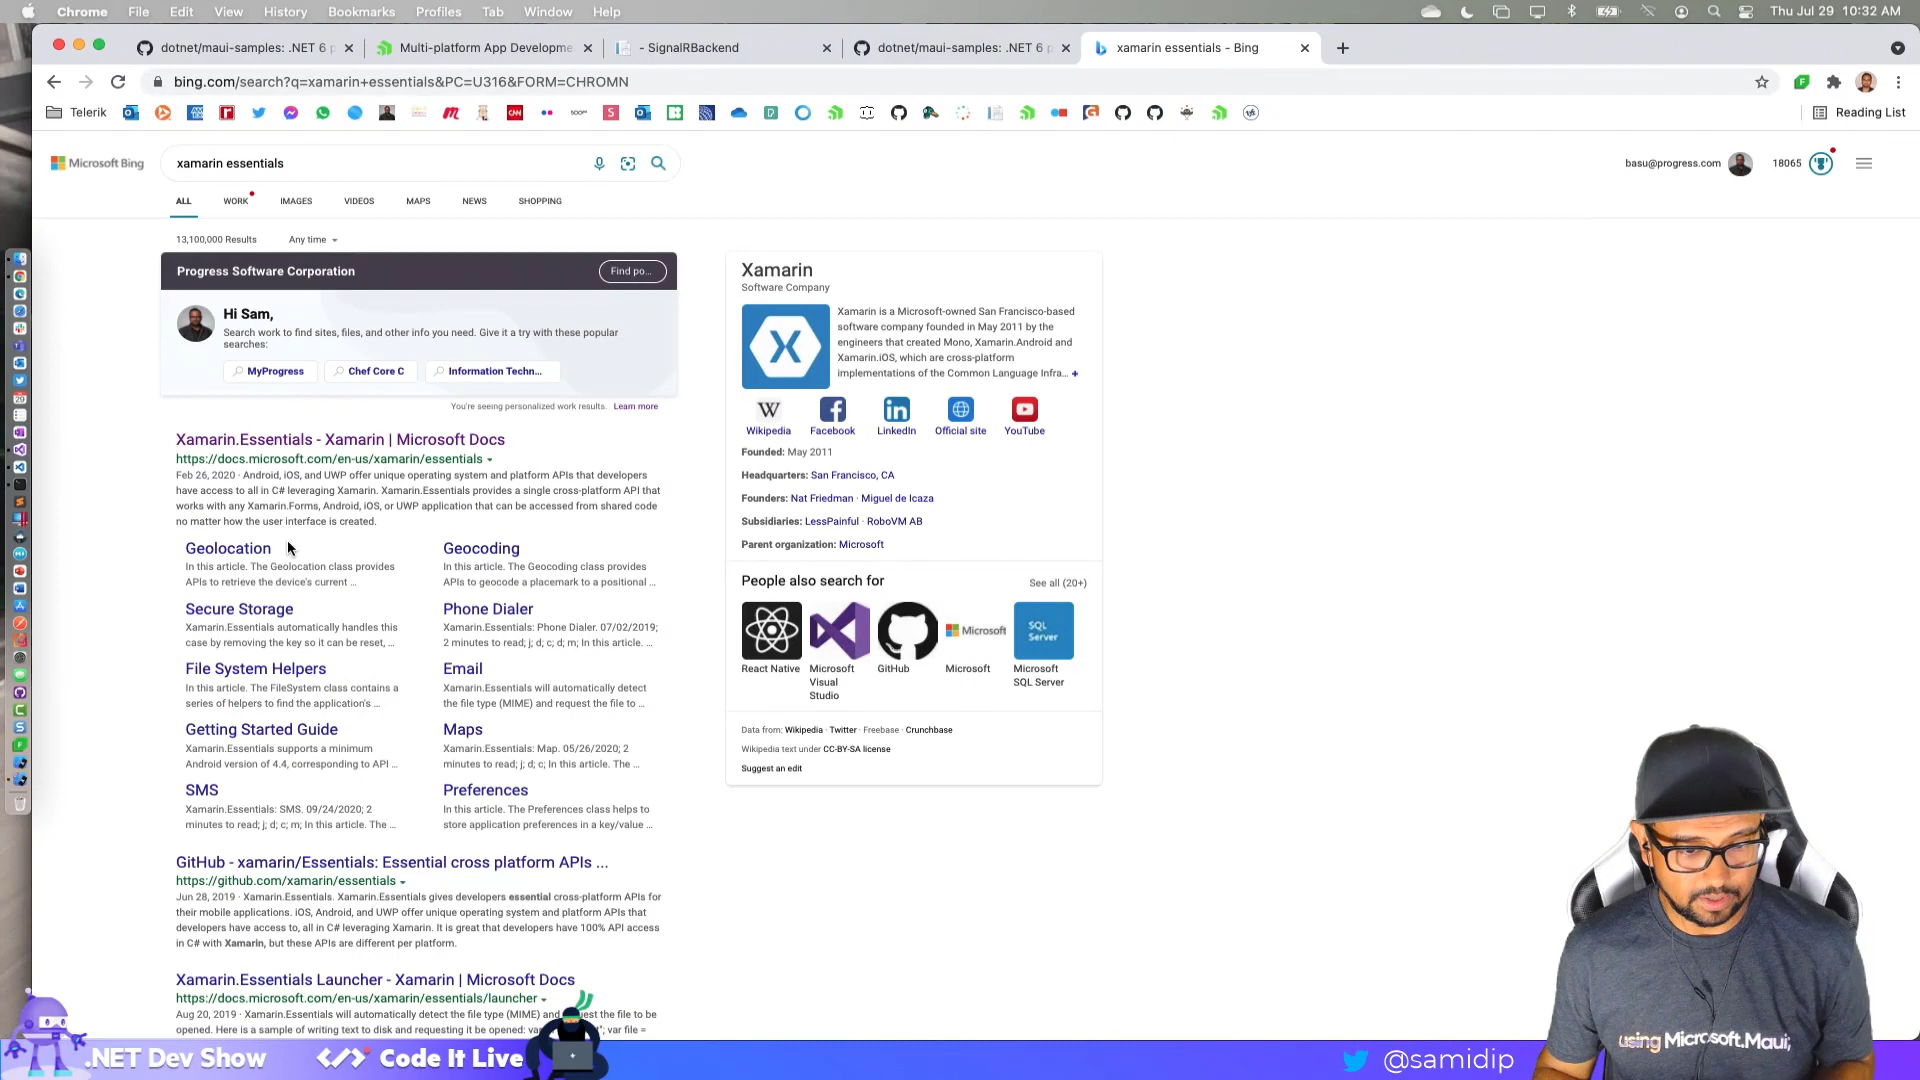 Chrome File Edit View History Bookmarks Profiles Tab Window Help
Thu Jul 29 10:32 AM
dotnet/maui-samples: .NET 6 p
Multi-platform App Developme
- SignalRBackend
dotnet/maui-samples: .NET 6 p
xamarin essentials - Bing
bing.com/search?q=xamarin+essentials&PC=U316&FORM=CHROMN
Telerik
Reading List
Microsoft Bing
xamarin essentials
basu@progress.com
18065
ALL WORK IMAGES VIDEOS MAPS NEWS SHOPPING
13,100,000 Results Any time
Progress Software Corporation
Find po...
Hi Sam,
Search work to find sites, files, and other info you need. Give it a try with these popular
searches:
MyProgress Chef Core C Information Techn...
You're seeing personalized work results. Learn more
Xamarin.Essentials - Xamarin | Microsoft Docs
https://docs.microsoft.com/en-us/xamarin/essentials
Feb 26, 2020 · Android, iOS, and UWP offer unique operating system and platform APIs that developers
have access to all in C# leveraging Xamarin. Xamarin.Essentials provides a single cross-platform API that
works with any Xamarin.Forms, Android, iOS, or UWP application that can be accessed from shared code
no matter how the user interface is created.
Geolocation
In this article. The Geolocation class provides
APIs to retrieve the device's current ...
Geocoding
In this article. The Geocoding class provides
APIs to geocode a placemark to a positional ...
Secure Storage
Xamarin.Essentials automatically handles this
case by removing the key so it can be reset, ...
Phone Dialer
Xamarin.Essentials: Phone Dialer. 07/02/2019;
2 minutes to read; j; d; c; d; m; In this article. ...
File System Helpers
In this article. The FileSystem class contains a
series of helpers to find the application's ...
Email
Xamarin.Essentials will automatically detect
the file type (MIME) and request the file to ...
Getting Started Guide
Xamarin.Essentials supports a minimum
Android version of 4.4, corresponding to API ...
Maps
Xamarin.Essentials: Map. 05/26/2020; 2
minutes to read; j; d; c; In this article. The ...
SMS
Xamarin.Essentials: SMS. 09/24/2020; 2
minutes to read; j; d; c; m; In this article. The ...
Preferences
In this article. The Preferences class helps to
store application preferences in a key/value ...
GitHub - xamarin/Essentials: Essential cross platform APIs ...
https://github.com/xamarin/essentials
Jun 28, 2019 · Xamarin.Essentials. Xamarin.Essentials gives developers essential cross-platform APIs for
their mobile applications. iOS, Android, and UWP offer unique operating system and platform APIs that
developers have access to, all in C# leveraging Xamarin. It is great that developers have 100% API access
in C# with Xamarin, but these APIs are different per platform.
Xamarin.Essentials Launcher - Xamarin | Microsoft Docs
https://docs.microsoft.com/en-us/xamarin/essentials/launcher
Aug 20, 2019 · Xamarin.Essentials will automatically detect the file type (MIME) and est the file to be
opened. Here is a sample of writing text to disk and requesting it be opened: t"; var file =
Xamarin
Software Company
Xamarin is a Microsoft-owned San Francisco-based
software company founded in May 2011 by the
engineers that created Mono, Xamarin.Android and
Xamarin.iOS, which are cross-platform
implementations of the Common Language Infra... +
Wikipedia Facebook LinkedIn Official site YouTube
Founded: May 2011
Headquarters: San Francisco, CA
Founders: Nat Friedman · Miguel de Icaza
Subsidiaries: LessPainful · RoboVM AB
Parent organization: Microsoft
People also search for
See all (20+)
Microsoft
SQL
Server
React Native
Microsoft
Visual
Studio
GitHub
Microsoft
Microsoft
SQL Server
Data from: Wikipedia · Twitter · Freebase · Crunchbase
Wikipedia text under CC-BY-SA license
Suggest an edit
using Microsoft.Maui;
.NET Dev Show
Code It Live
@samidip